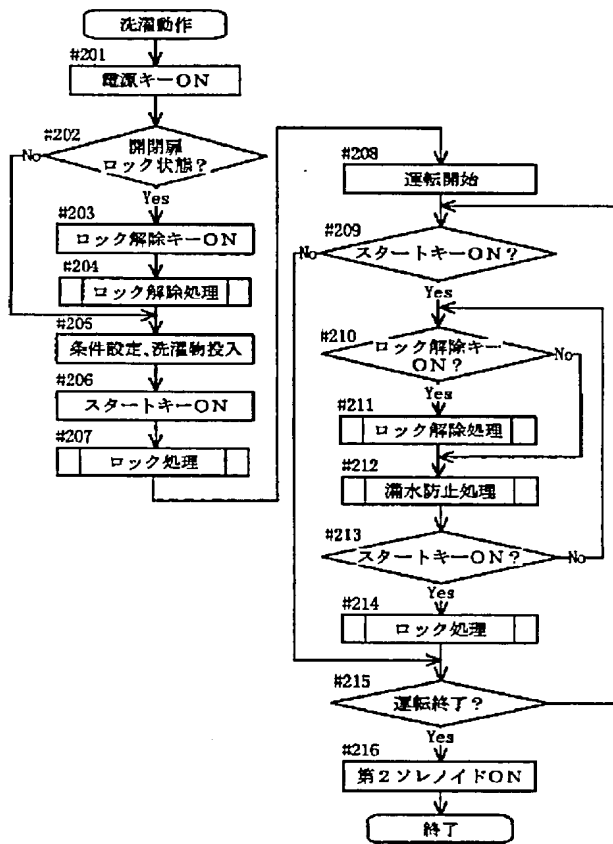 洗濯動作
#201
電源キーON
#202
開閉扉
ロック状態?
No
Yes
#203
ロック解除キーON
#204
ロック解除処理
#205
条件設定、洗濯物投入
#206
スタートキーON
#207
ロック処理
#208
運転開始
#209
スタートキーON?
No
Yes
#210
ロック解除キー
ON?
No
Yes
#211
ロック解除処理
#212
溢水防止処理
#213
スタートキーON?
No
Yes
#214
ロック処理
#215
運転終了?
Yes
#216
第2ソレノイドON
終了